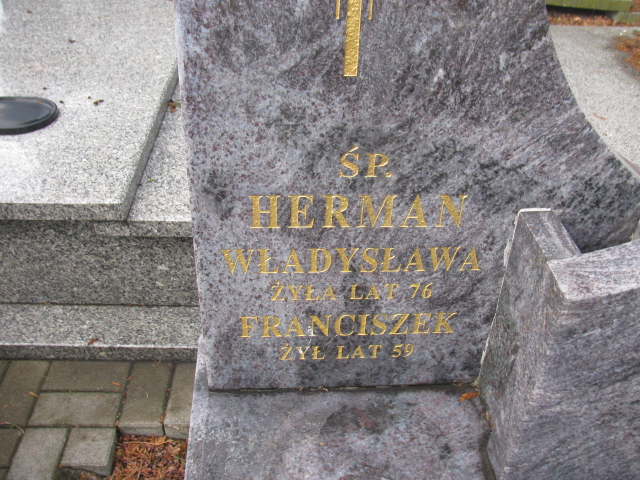 ŚP.
HERMAN
WŁADYSŁAWA
ŻYŁA LAT 76
FRANCISZEK
ŻYŁ LAT 59